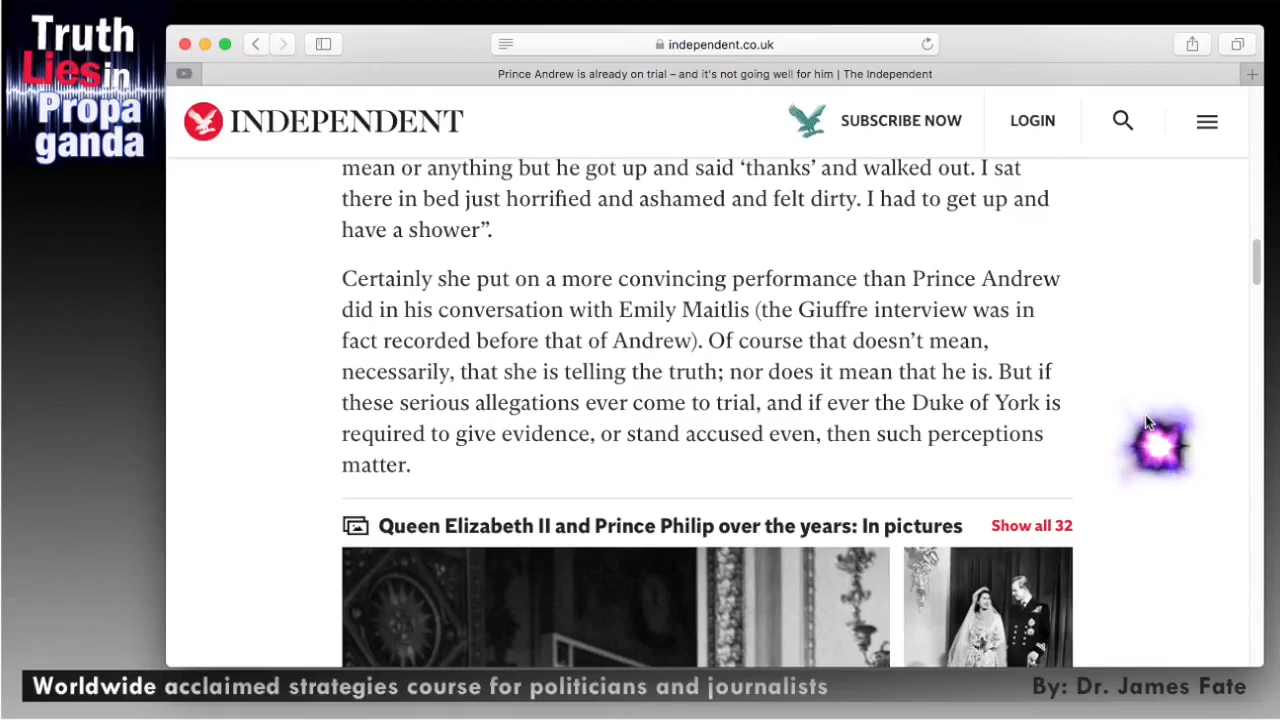 Truth
Lies in
Propa
ganda
independent.co.uk
Prince Andrew is already on trial – and it's not going well for him | The Independent
INDEPENDENT
SUBSCRIBE NOW
LOGIN
mean or anything but he got up and said ‘thanks’ and walked out. I sat
there in bed just horrified and ashamed and felt dirty. I had to get up and
have a shower”.
Certainly she put on a more convincing performance than Prince Andrew
did in his conversation with Emily Maitlis (the Giuffre interview was in
fact recorded before that of Andrew). Of course that doesn’t mean,
necessarily, that she is telling the truth; nor does it mean that he is. But if
these serious allegations ever come to trial, and if ever the Duke of York is
required to give evidence, or stand accused even, then such perceptions
matter.
Queen Elizabeth II and Prince Philip over the years: In pictures
Show all 32
Worldwide acclaimed strategies course for politicians and journalists
By: Dr. James Fate